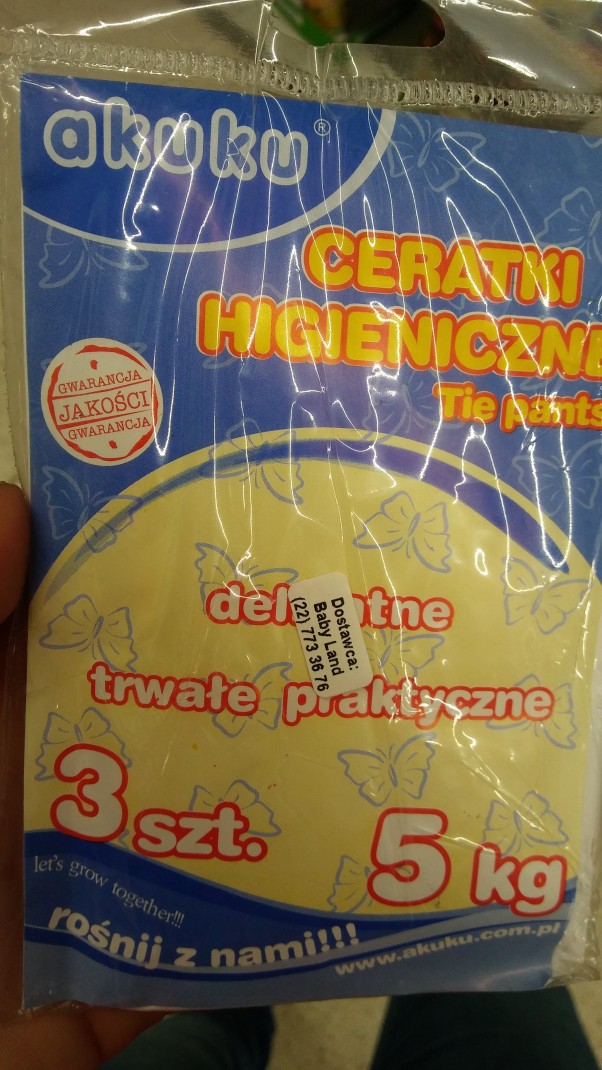 akuku®
CERATKI
HIGIENICZNE
Tie pants
GWARANCJA
JAKOŚCI
GWARANCJA
Dostawca:
Baby Land
(22) 773 36 76
trwałe praktyczne
3 szt. 5 kg
let's grow together!!!
rośnij z nami!!!
www.akuku.com.pl